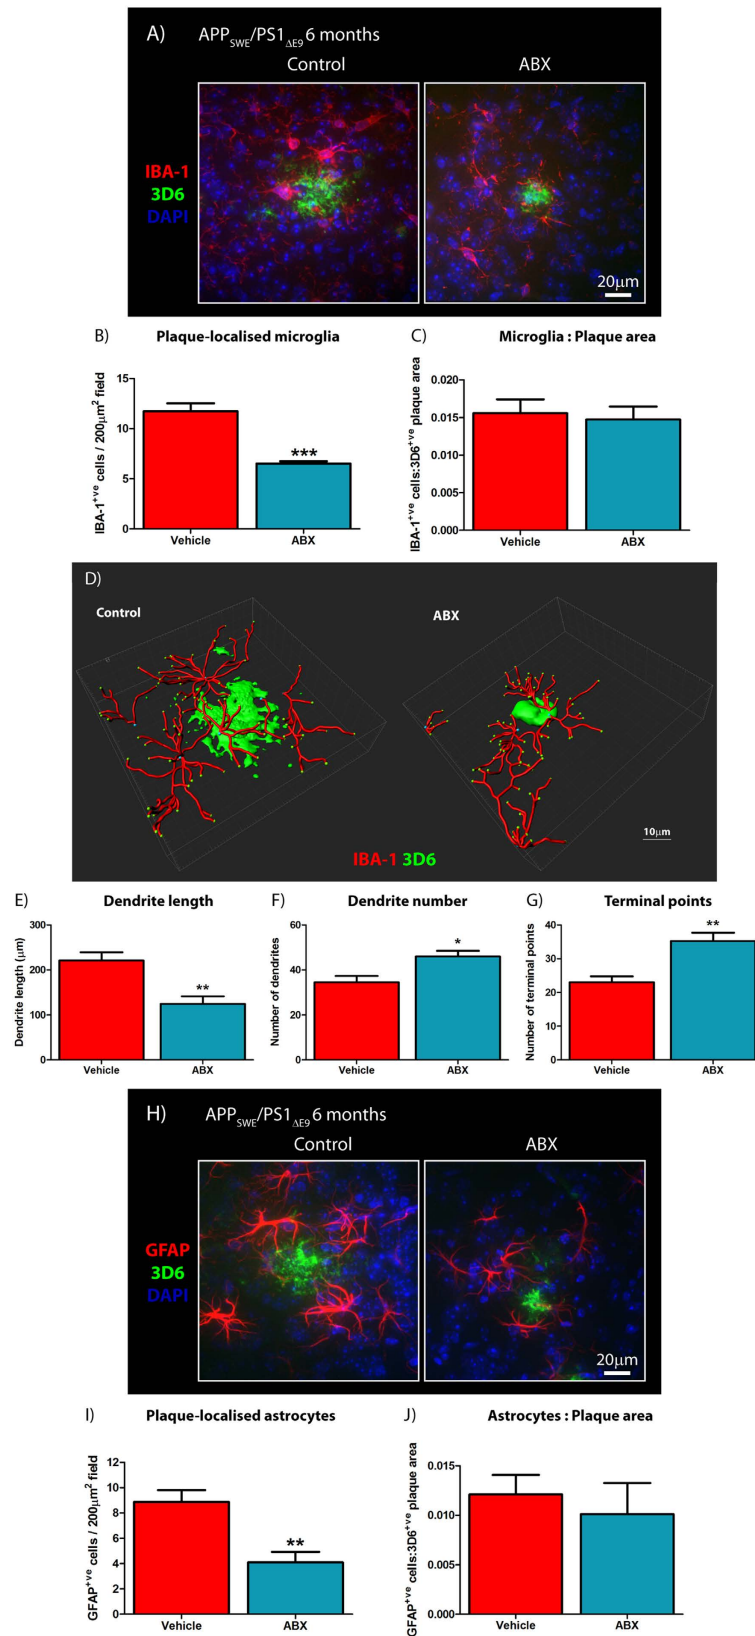 A) APP_SWE/PS1_ΔE9 6 months
Control ABX
IBA-1
3D6
DAPI
20μm
B) Plaque-localised microglia
IBA-1^+ve cells / 200μm² field
15
10
5
0
***
Vehicle ABX
C) Microglia : Plaque area
IBA-1^+ve cells:3D6^+ve plaque area
0.020
0.015
0.010
0.005
0.000
Vehicle ABX
D)
Control ABX
10μm
IBA-1 3D6
E) Dendrite length
Dendrite length (μm)
300
200
100
0
**
Vehicle ABX
F) Dendrite number
Number of dendrites
60
40
20
0
*
Vehicle ABX
G) Terminal points
Number of terminal points
40
30
20
10
0
**
Vehicle ABX
H) APP_SWE/PS1_ΔE9 6 months
Control ABX
GFAP
3D6
DAPI
20μm
I) Plaque-localised astrocytes
GFAP^+ve cells / 200μm² field
12
10
8
6
4
2
0
**
Vehicle ABX
J) Astrocytes : Plaque area
GFAP^+ve cells:3D6^+ve plaque area
0.015
0.010
0.005
0.000
Vehicle ABX